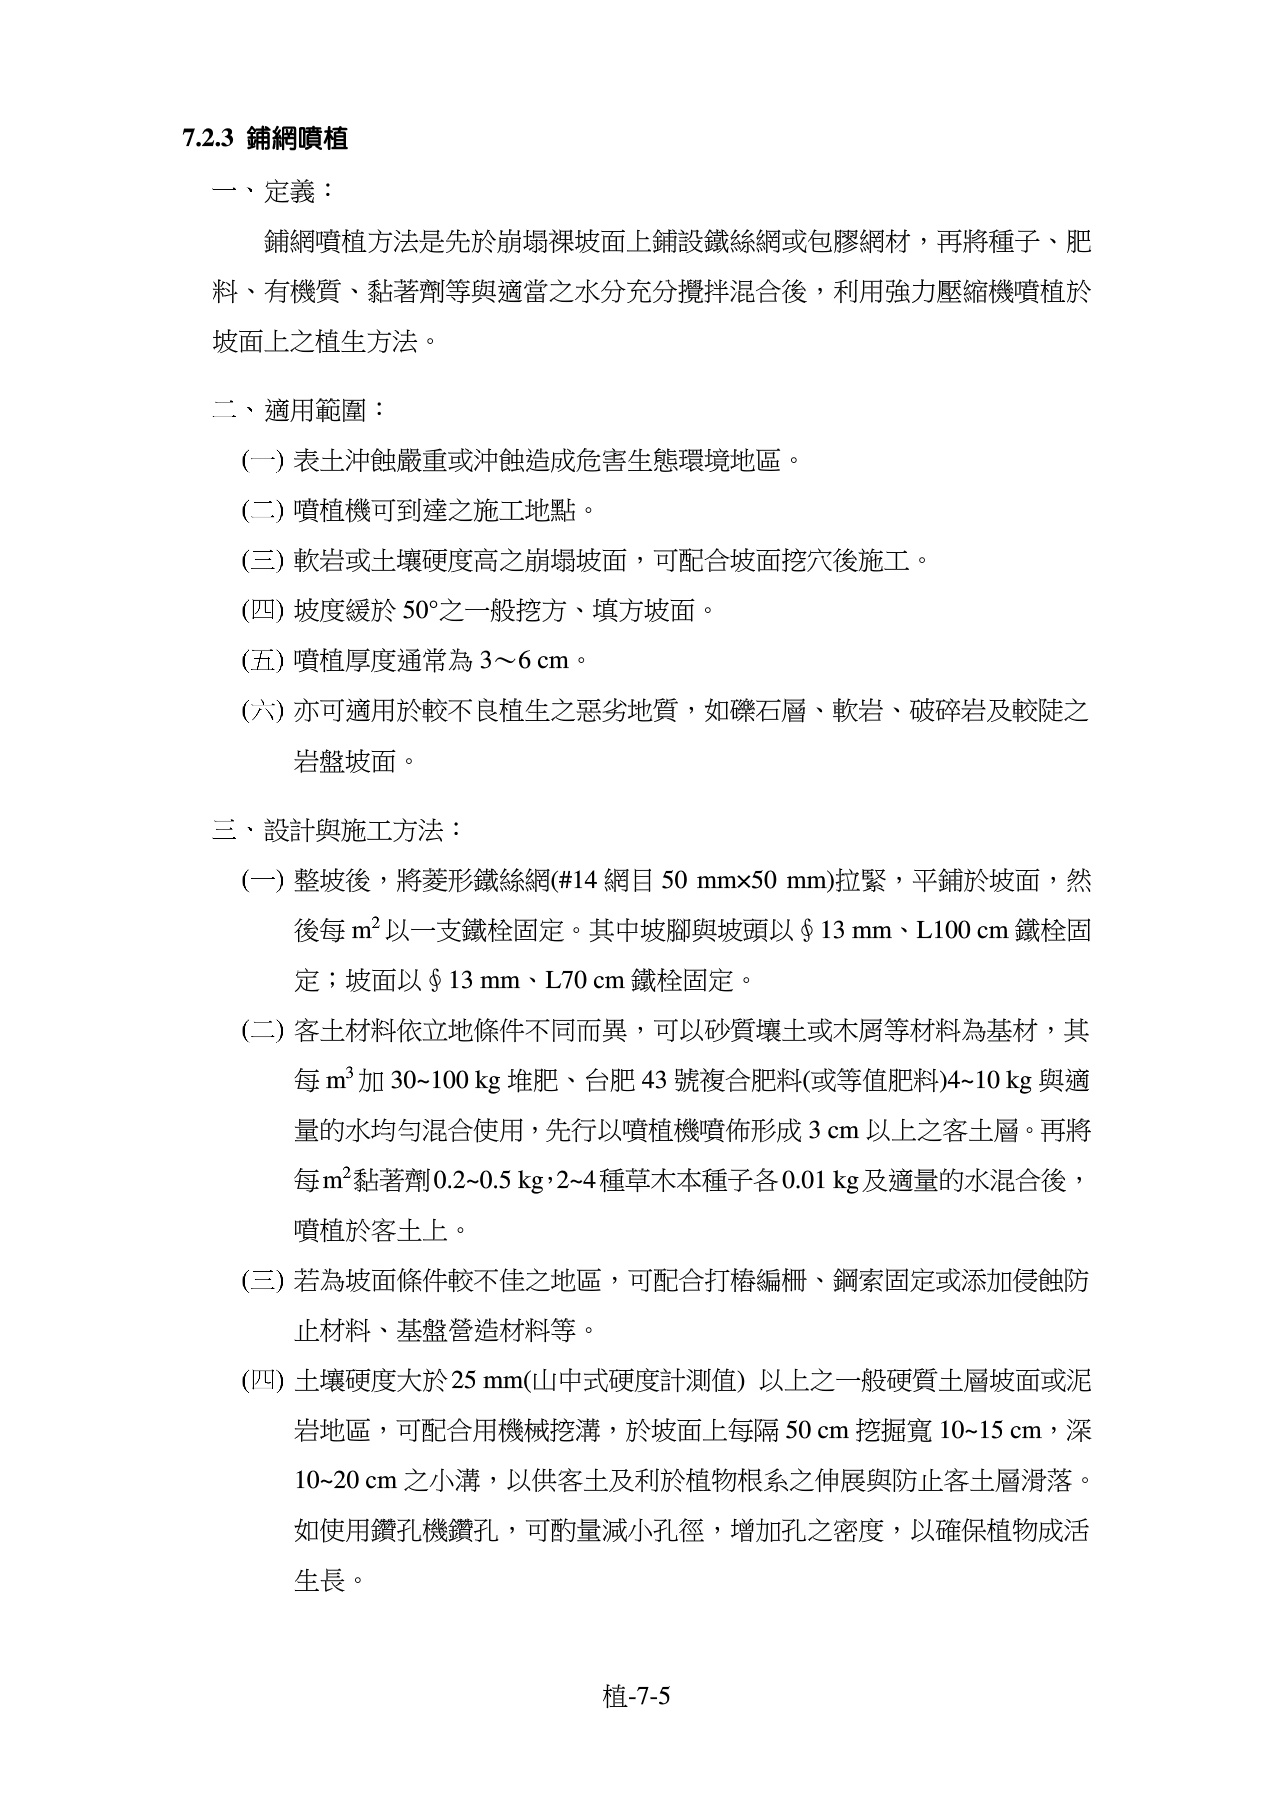 7.2.3 鋪網噴植
一、定義：
鋪網噴植方法是先於崩塌裸坡面上鋪設鐵絲網或包膠網材，再將種子、肥
料、有機質、黏著劑等與適當之水分充分攪拌混合後，利用強力壓縮機噴植於
坡面上之植生方法。
二、適用範圍：
(一) 表土沖蝕嚴重或沖蝕造成危害生態環境地區。
(二) 噴植機可到達之施工地點。
(三) 軟岩或土壤硬度高之崩塌坡面，可配合坡面挖穴後施工。
(四) 坡度緩於 50°之一般挖方、填方坡面。
(五) 噴植厚度通常為 3～6 cm。
(六) 亦可適用於較不良植生之惡劣地質，如礫石層、軟岩、破碎岩及較陡之
岩盤坡面。
三、設計與施工方法：
(一) 整坡後，將菱形鐵絲網(#14 網目 50 mm×50 mm)拉緊，平鋪於坡面，然
後每 m² 以一支鐵栓固定。其中坡腳與坡頭以∮13 mm、L100 cm 鐵栓固
定；坡面以∮13 mm、L70 cm 鐵栓固定。
(二) 客土材料依立地條件不同而異，可以砂質壤土或木屑等材料為基材，其
每 m³ 加 30~100 kg 堆肥、台肥 43 號複合肥料(或等值肥料)4~10 kg 與適
量的水均勻混合使用，先行以噴植機噴佈形成 3 cm 以上之客土層。再將
每 m² 黏著劑 0.2~0.5 kg，2~4 種草木本種子各 0.01 kg 及適量的水混合後，
噴植於客土上。
(三) 若為坡面條件較不佳之地區，可配合打樁編柵、鋼索固定或添加侵蝕防
止材料、基盤營造材料等。
(四) 土壤硬度大於 25 mm(山中式硬度計測值) 以上之一般硬質土層坡面或泥
岩地區，可配合用機械挖溝，於坡面上每隔 50 cm 挖掘寬 10~15 cm，深
10~20 cm 之小溝，以供客土及利於植物根系之伸展與防止客土層滑落。
如使用鑽孔機鑽孔，可酌量減小孔徑，增加孔之密度，以確保植物成活
生長。
植-7-5